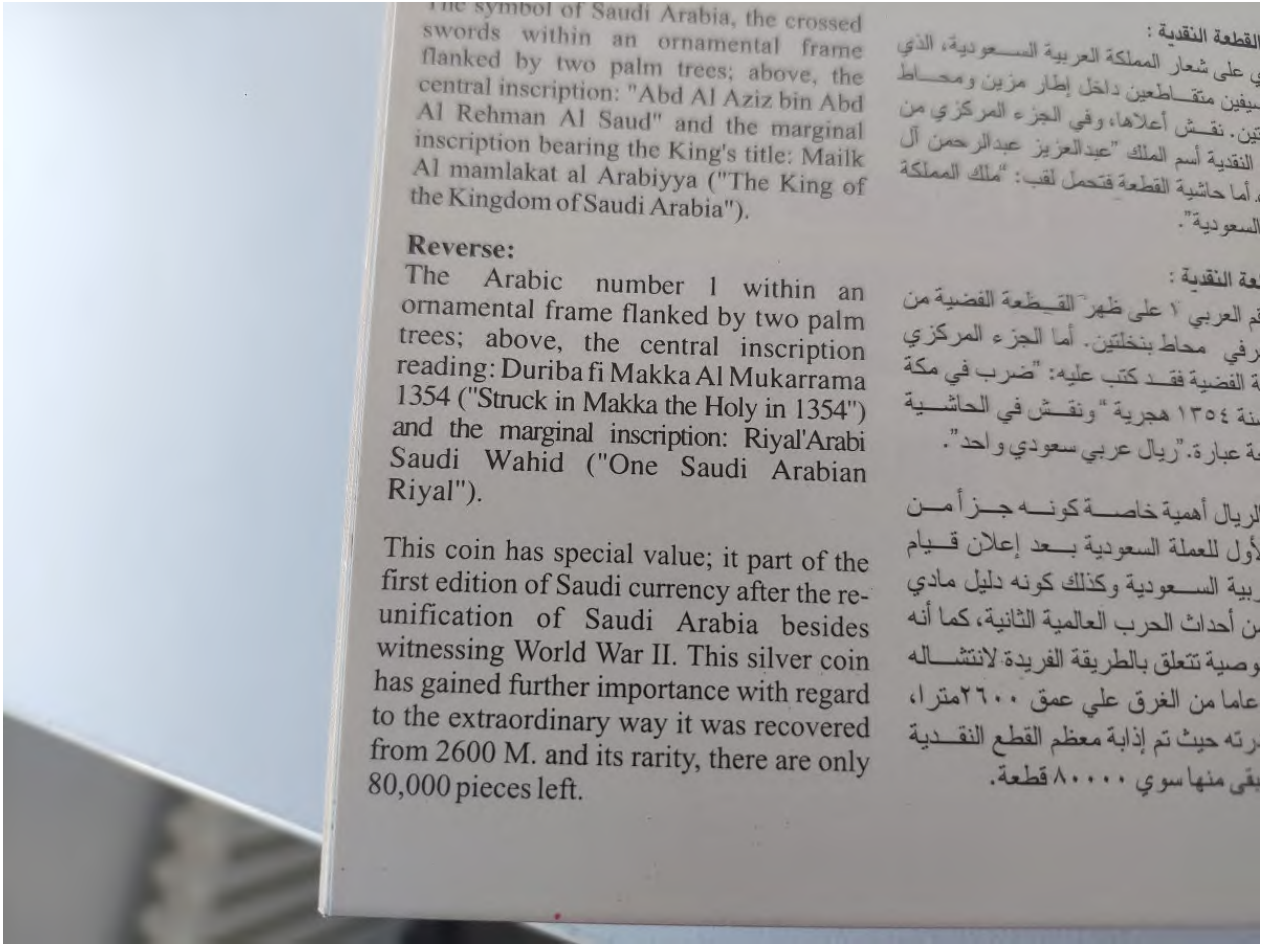 The symbol of Saudi Arabia, the crossed
swords within an ornamental frame
flanked by two palm trees; above, the
central inscription: "Abd Al Aziz bin Abd
Al Rehman Al Saud" and the marginal
inscription bearing the King's title: Mailk
Al mamlakat al Arabiyya ("The King of
the Kingdom of Saudi Arabia").
Reverse:
The Arabic number 1 within an
ornamental frame flanked by two palm
trees; above, the central inscription
reading: Duriba fi Makka Al Mukarrama
1354 ("Struck in Makka the Holy in 1354")
and the marginal inscription: Riyal'Arabi
Saudi Wahid ("One Saudi Arabian
Riyal").
This coin has special value; it part of the
first edition of Saudi currency after the re-
unification of Saudi Arabia besides
witnessing World War II. This silver coin
has gained further importance with regard
to the extraordinary way it was recovered
from 2600 M. and its rarity, there are only
80,000 pieces left.
القطعة النقدية :
على شعار المملكة العربية السعودية، الذي
متقاطعين داخل إطار مزين ومحاط
نقش أعلاها، وفي الجزء المركزي من
النقدية أسم الملك "عبدالعزيز عبدالرحمن آل
أما حاشية القطعة فتحمل لقب: "ملك المملكة
السعودية".
النقدية :
العربي ١ على ظهر القطعة الفضية من
محاط بنخلتين. أما الجزء المركزي
الفضية فقد كتب عليه: "ضرب في مكة
١٣٥٤ هجرية "ونقش في الحاشية
عبارة."ريال عربي سعودي واحد".
الريال أهمية خاصة كونه جزأ من
للعملة السعودية بعد إعلان قيام
السعودية وكذلك كونه دليل مادي
أحداث الحرب العالمية الثانية، كما أنه
تتعلق بالطريقة الفريدة لانتشاله
عاما من الغرق علي عمق ٢٦٠٠مترا،
حيث تم إذابة معظم القطع النقدية
منها سوي ٨٠٠٠٠ قطعة.